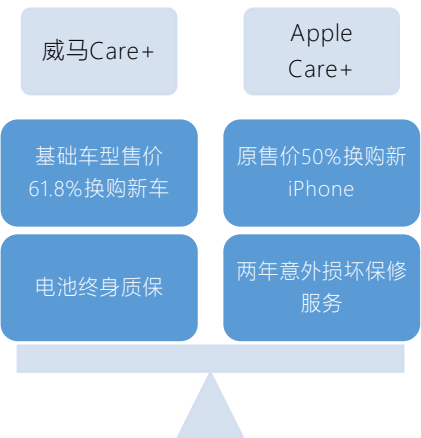 威马Care+
Apple
Care+
基础车型售价
61.8%换购新车
原售价50%换购新
iPhone
电池终身质保
两年意外损坏保修
服务